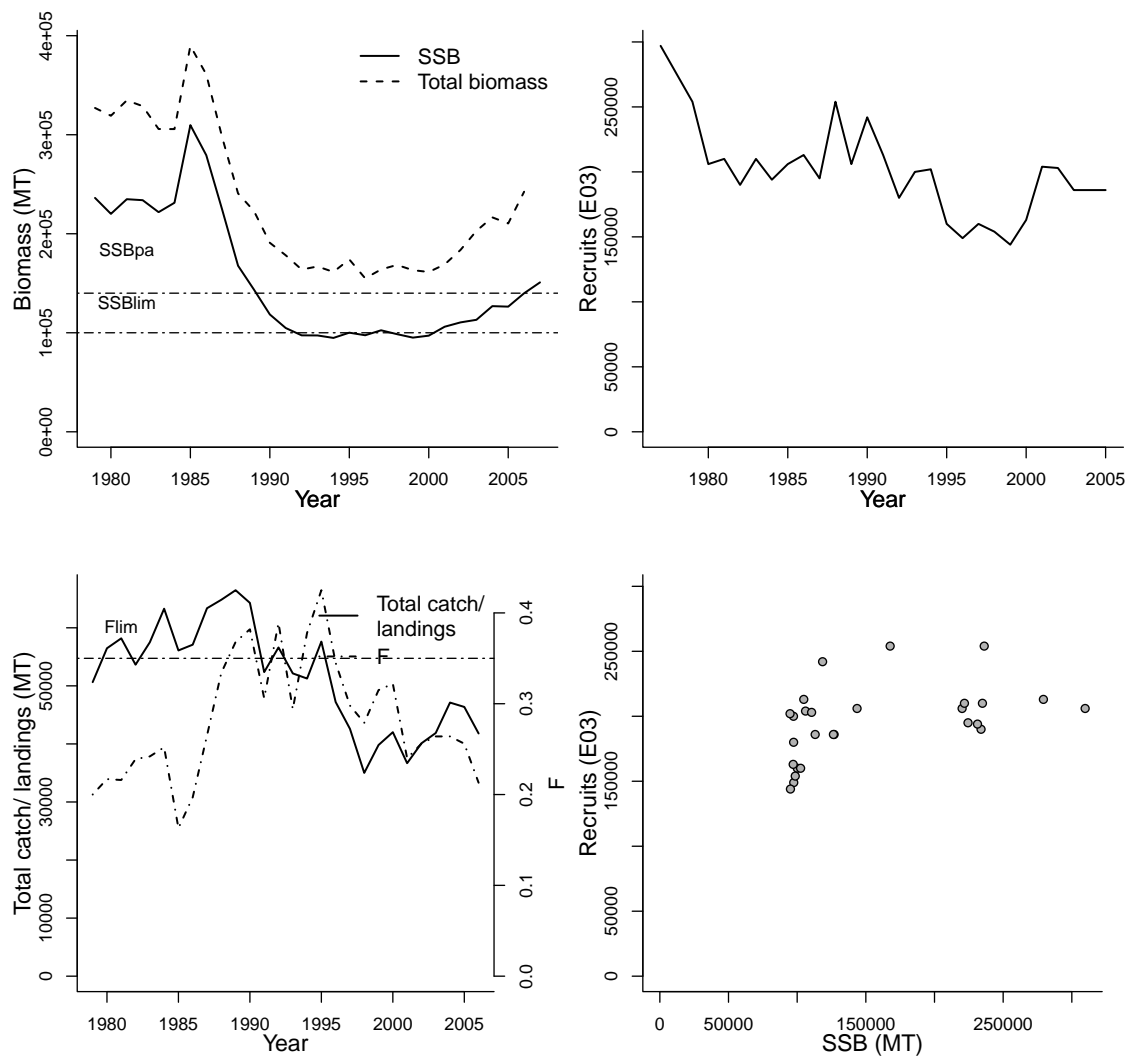 Biomass (MT)
4e+05
3e+05
2e+05
1e+05
0e+00
SSB
Total biomass
SSBpa
SSBlim
1980 1985 1990 1995 2000 2005
Year
Recruits (E03)
250000
150000
50000
0
1980 1985 1990 1995 2000 2005
Year
Total catch/ landings (MT)
50000
30000
10000
0
Flim
Total catch/
landings
F
0.4
0.3
0.2
0.1
0.0
F
1980 1985 1990 1995 2000 2005
Year
Recruits (E03)
250000
150000
50000
0
0 50000 150000 250000
SSB (MT)